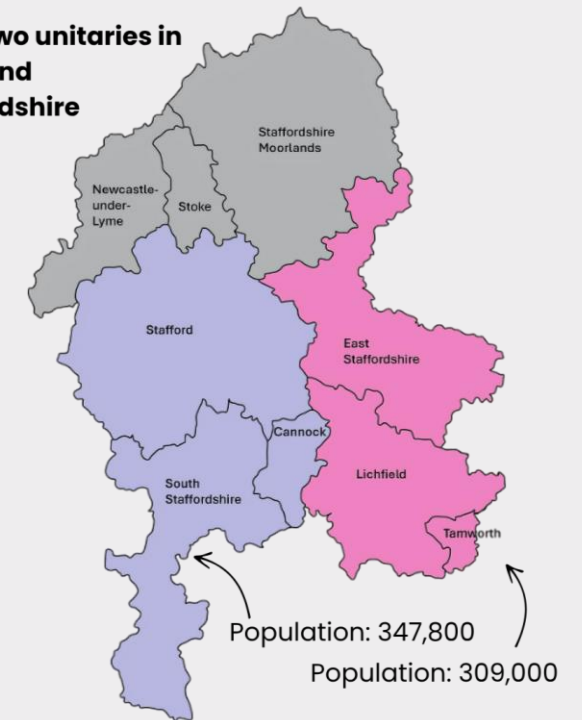 wo unitaries in
nd
dshire
Staffordshire
Moorlands
Newcastle-
under-
Lyme
Stoke
Stafford
East
Staffordshire
Cannock
Lichfield
South
Staffordshire
Tamworth
Population: 347,800
Population: 309,000